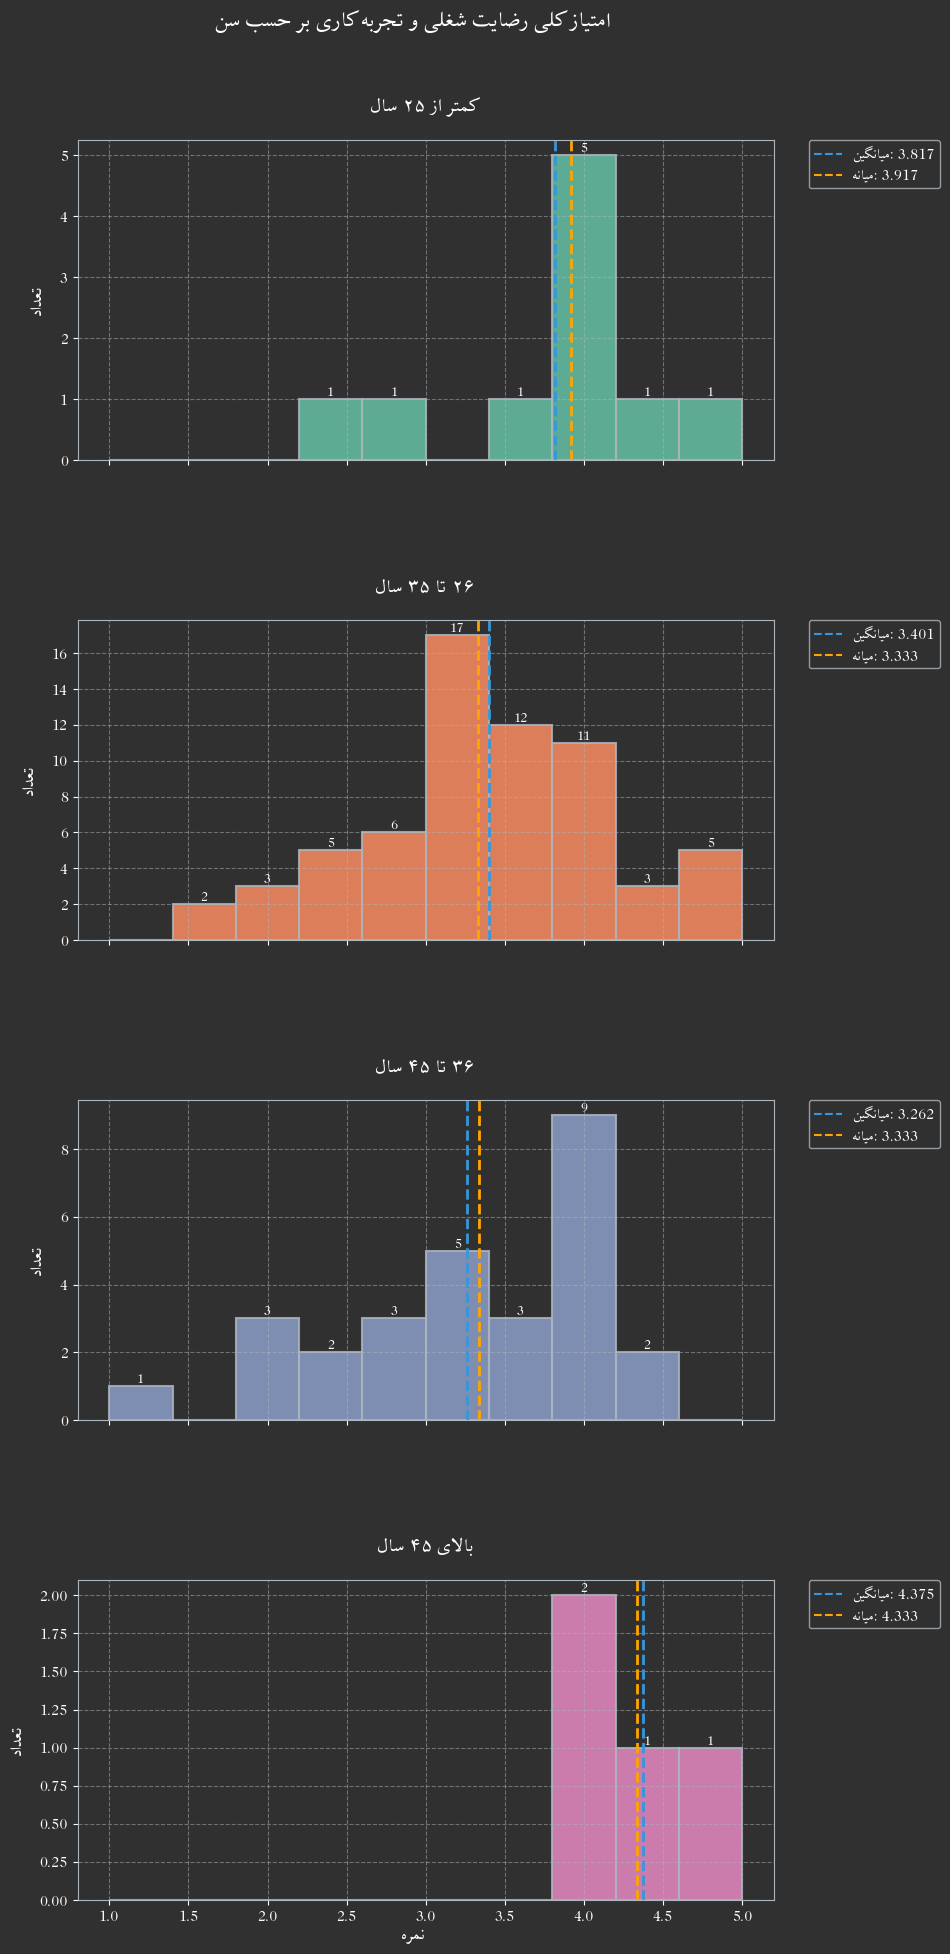 امتیاز کلی رضایت شغلی و تجربه کاری بر حسب سن
کمتر از ۲۵ سال
میانگین: 3.817
میانه: 3.917
تعداد
5
4
3
2
1
0
1
1
1
5
1
1
۲۶ تا ۳۵ سال
میانگین: 3.401
میانه: 3.333
تعداد
16
14
12
10
8
6
4
2
0
2
3
5
6
17
12
11
3
5
۳۶ تا ۴۵ سال
میانگین: 3.262
میانه: 3.333
تعداد
8
6
4
2
0
1
3
2
3
5
3
9
2
بالای ۴۵ سال
میانگین: 4.375
میانه: 4.333
تعداد
2.00
1.75
1.50
1.25
1.00
0.75
0.50
0.25
0.00
2
1
1
1.0 1.5 2.0 2.5 3.0 3.5 4.0 4.5 5.0
نمره